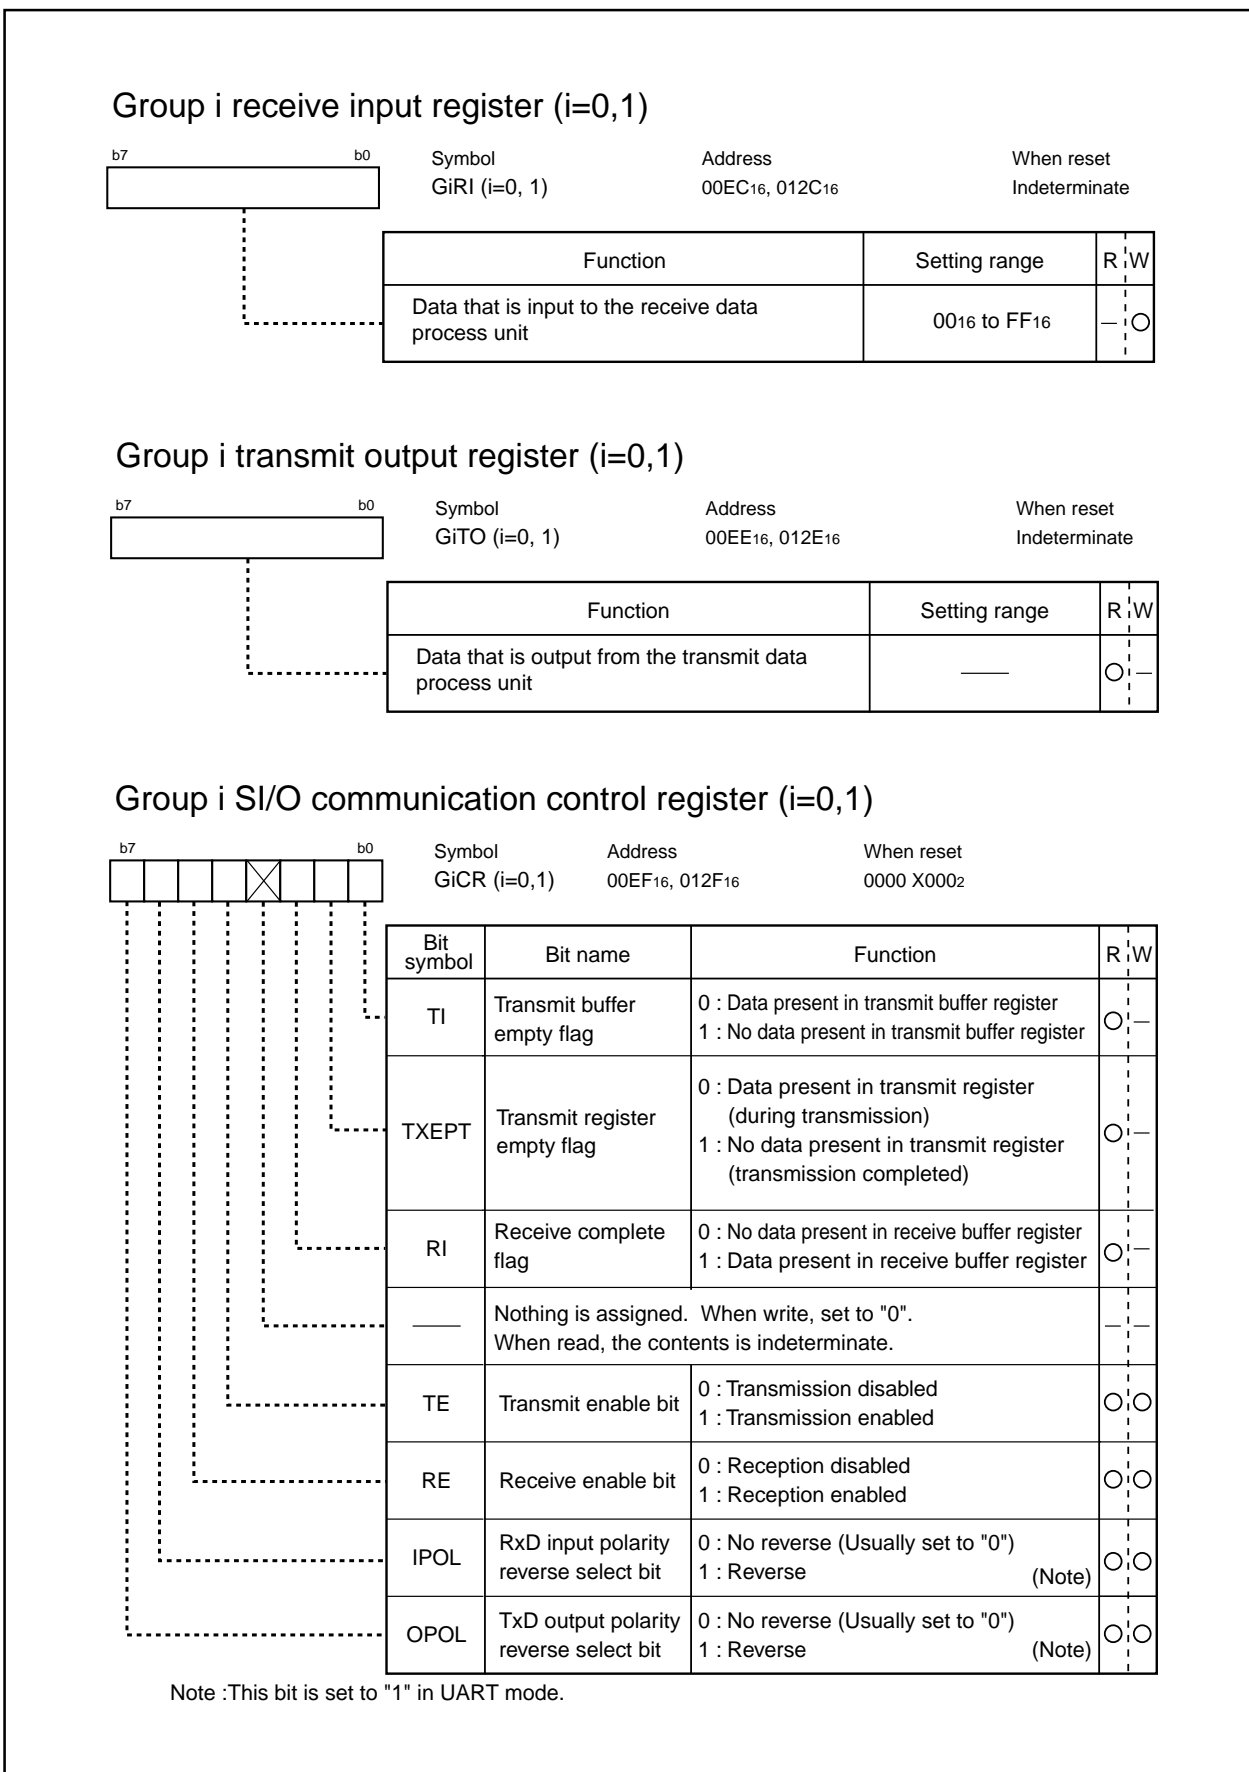 Group i receive input register (i=0,1)
b7 b0 Symbol Address When reset
GiRI (i=0, 1) 00EC16, 012C16 Indeterminate
Function Setting range R W
Data that is input to the receive data
process unit
0016 to FF16 — ○
Group i transmit output register (i=0,1)
b7 b0 Symbol Address When reset
GiTO (i=0, 1) 00EE16, 012E16 Indeterminate
Function Setting range R W
Data that is output from the transmit data
process unit
— ○ —
Group i SI/O communication control register (i=0,1)
b7 b0 Symbol Address When reset
GiCR (i=0,1) 00EF16, 012F16 0000 X0002
Bit
symbol
Bit name Function R W
TI
Transmit buffer
empty flag
0 : Data present in transmit buffer register
1 : No data present in transmit buffer register
○ —
TXEPT
Transmit register
empty flag
0 : Data present in transmit register
(during transmission)
1 : No data present in transmit register
(transmission completed)
○ —
RI
Receive complete
flag
0 : No data present in receive buffer register
1 : Data present in receive buffer register
○ —
—
Nothing is assigned. When write, set to "0".
When read, the contents is indeterminate.
— —
TE
Transmit enable bit
0 : Transmission disabled
1 : Transmission enabled
○ ○
RE
Receive enable bit
0 : Reception disabled
1 : Reception enabled
○ ○
IPOL
RxD input polarity
reverse select bit
0 : No reverse (Usually set to "0")
1 : Reverse (Note)
○ ○
OPOL
TxD output polarity
reverse select bit
0 : No reverse (Usually set to "0")
1 : Reverse (Note)
○ ○
Note :This bit is set to "1" in UART mode.